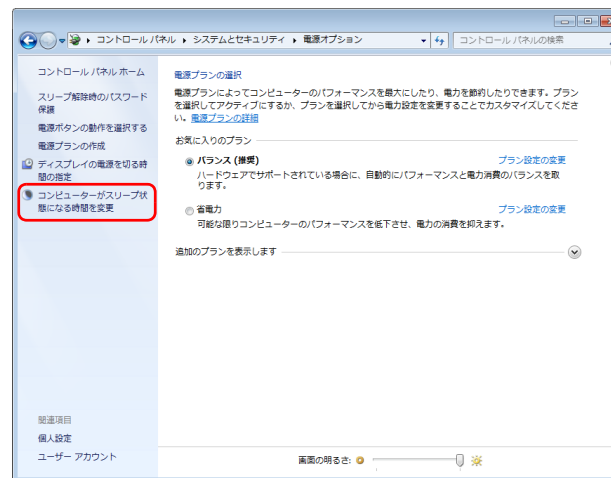 コントロール パネル ▸ システムとセキュリティ ▸ 電源オプション
コントロール パネルの検索
コントロール パネル ホーム
スリープ解除時のパスワード
保護
電源ボタンの動作を選択する
電源プランの作成
ディスプレイの電源を切る時
間の指定
コンピューターがスリープ状
態になる時間を変更
関連項目
個人設定
ユーザー アカウント
電源プランの選択
電源プランによってコンピューターのパフォーマンスを最大にしたり、電力を節約したりできます。プラン
を選択してアクティブにするか、プランを選択してから電力設定を変更することでカスタマイズしてくださ
い。電源プランの詳細
お気に入りのプラン
バランス (推奨) プラン設定の変更
ハードウェアでサポートされている場合に、自動的にパフォーマンスと電力消費のバランスを取
ります。
省電力 プラン設定の変更
可能な限りコンピューターのパフォーマンスを低下させ、電力の消費を抑えます。
追加のプランを表示します
画面の明るさ: